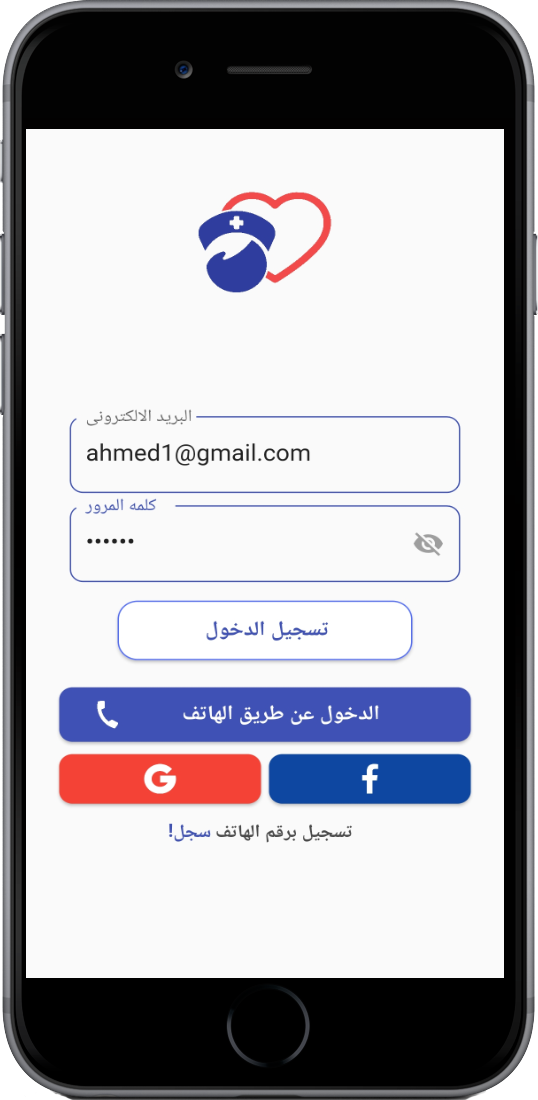 البريد الالكترونى
ahmed1@gmail.com
كلمه المرور
••••••
تسجيل الدخول
الدخول عن طريق الهاتف
تسجيل برقم الهاتف سجل!